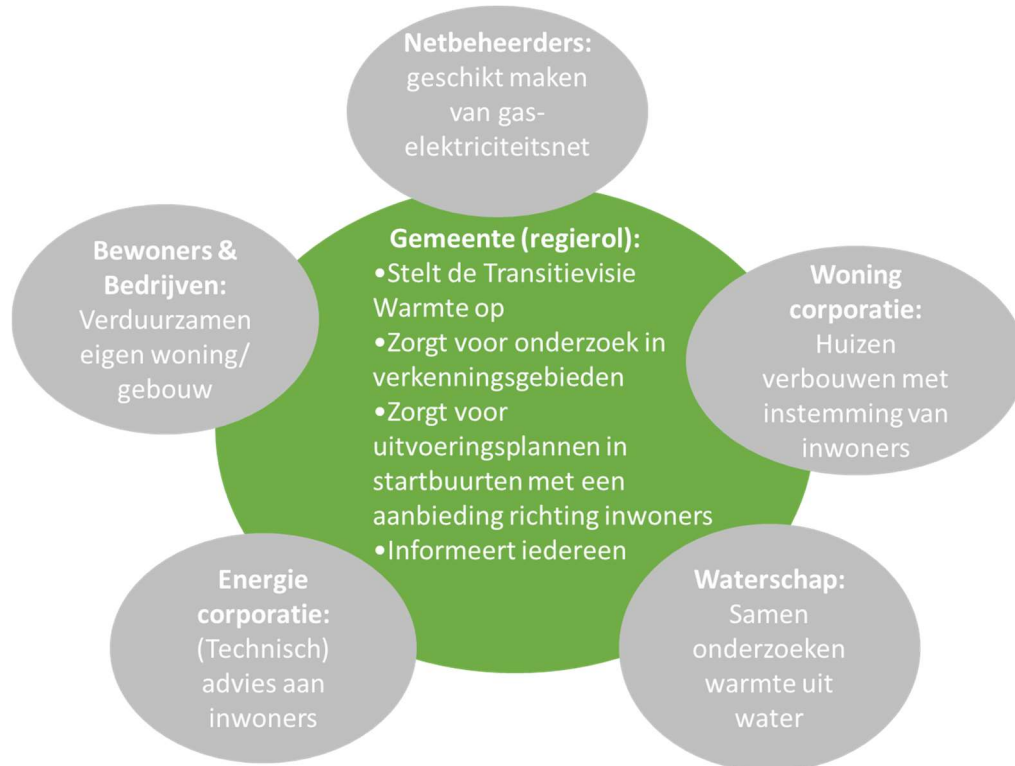 Netbeheerders:
geschikt maken
van gas-
elektriciteitsnet
Bewoners &
Bedrijven:
Verduurzamen
eigen woning/
gebouw
Gemeente (regierol):
•Stelt de Transitievisie
Warmte op
•Zorgt voor onderzoek in
verkenningsgebieden
•Zorgt voor
uitvoeringsplannen in
startbuurten met een
aanbieding richting inwoners
•Informeert iedereen
Woning
corporatie:
Huizen
verbouwen met
instemming van
inwoners
Energie
corporatie:
(Technisch)
advies aan
inwoners
Waterschap:
Samen
onderzoeken
warmte uit
water